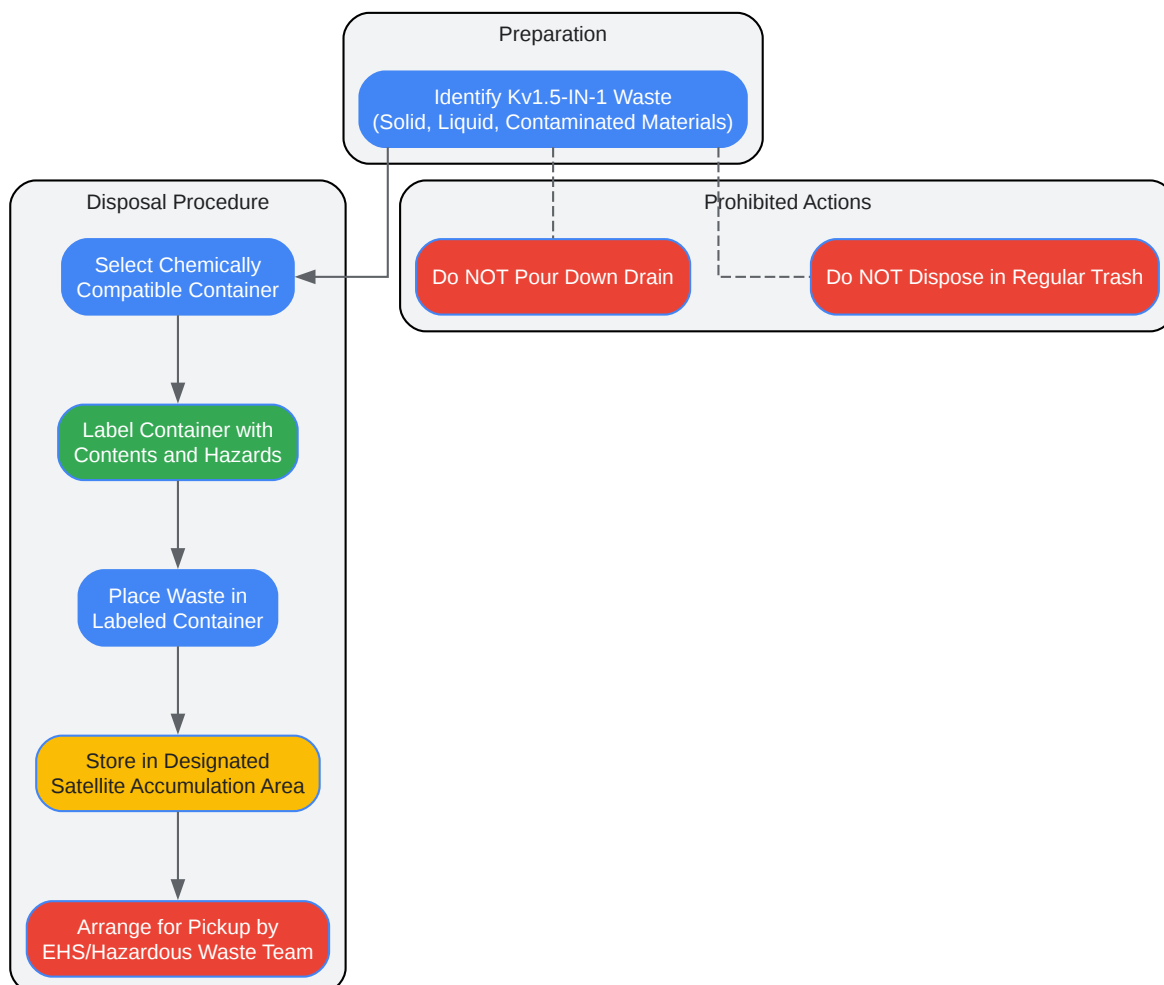 Preparation
Identify Kv1.5-IN-1 Waste
(Solid, Liquid, Contaminated Materials)
Disposal Procedure
Select Chemically
Compatible Container
Label Container with
Contents and Hazards
Place Waste in
Labeled Container
Store in Designated
Satellite Accumulation Area
Arrange for Pickup by
EHS/Hazardous Waste Team
Prohibited Actions
Do NOT Pour Down Drain
Do NOT Dispose in Regular Trash